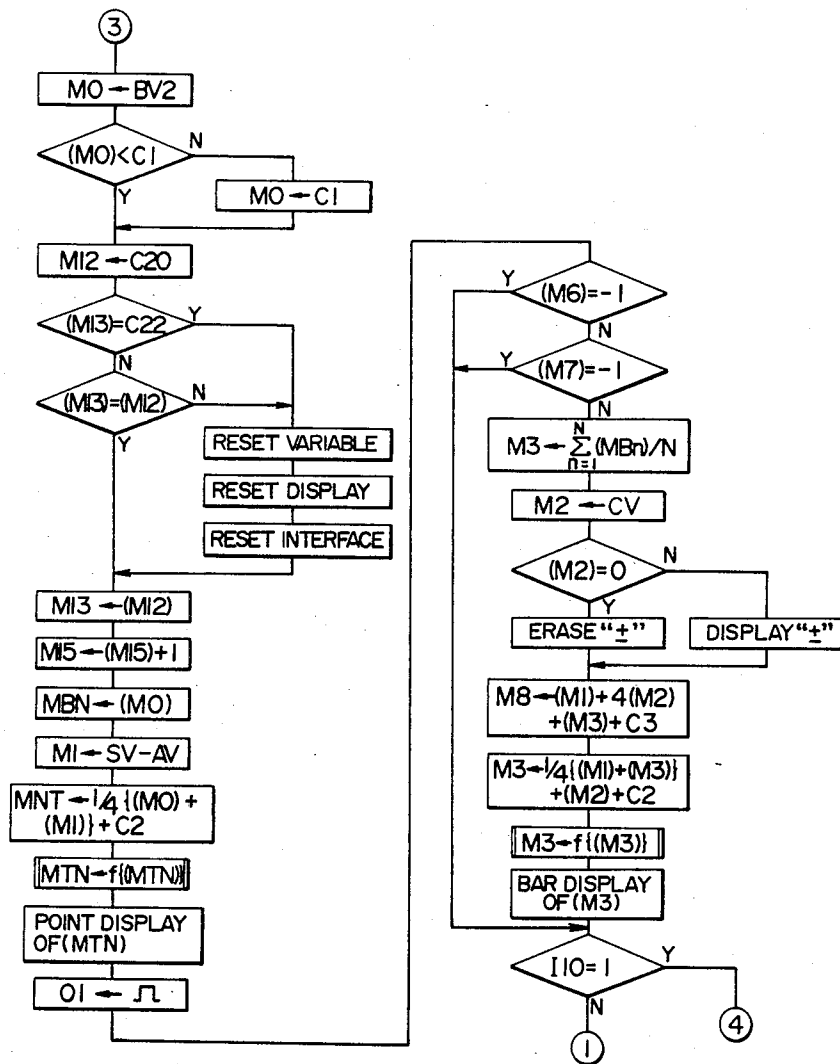 3
M0←BV2
(M0)<C1
N
Y
M0←C1
M12←C20
(M13)=C22
Y
N
(M13)=(M12)
N
Y
RESET VARIABLE
RESET DISPLAY
RESET INTERFACE
M13←(M12)
M15←(M15)+1
MBN←(M0)
M1←SV-AV
MNT←1/4{(M0)+
(M1)}+C2
MTN←f{(MTN)}
POINT DISPLAY
OF(MTN)
O1←⎍
(M6)=-1
Y
N
(M7)=-1
Y
N
M3←∑(MBn)/N
N
n=1
M2←CV
(M2)=0
N
Y
ERASE "±"
DISPLAY "±"
M8←(M1)+4(M2)
+(M3)+C3
M3←1/4{(M1)+(M3)}
+(M2)+C2
M3←f{(M3)}
BAR DISPLAY
OF(M3)
I10=1
Y
N
1
4